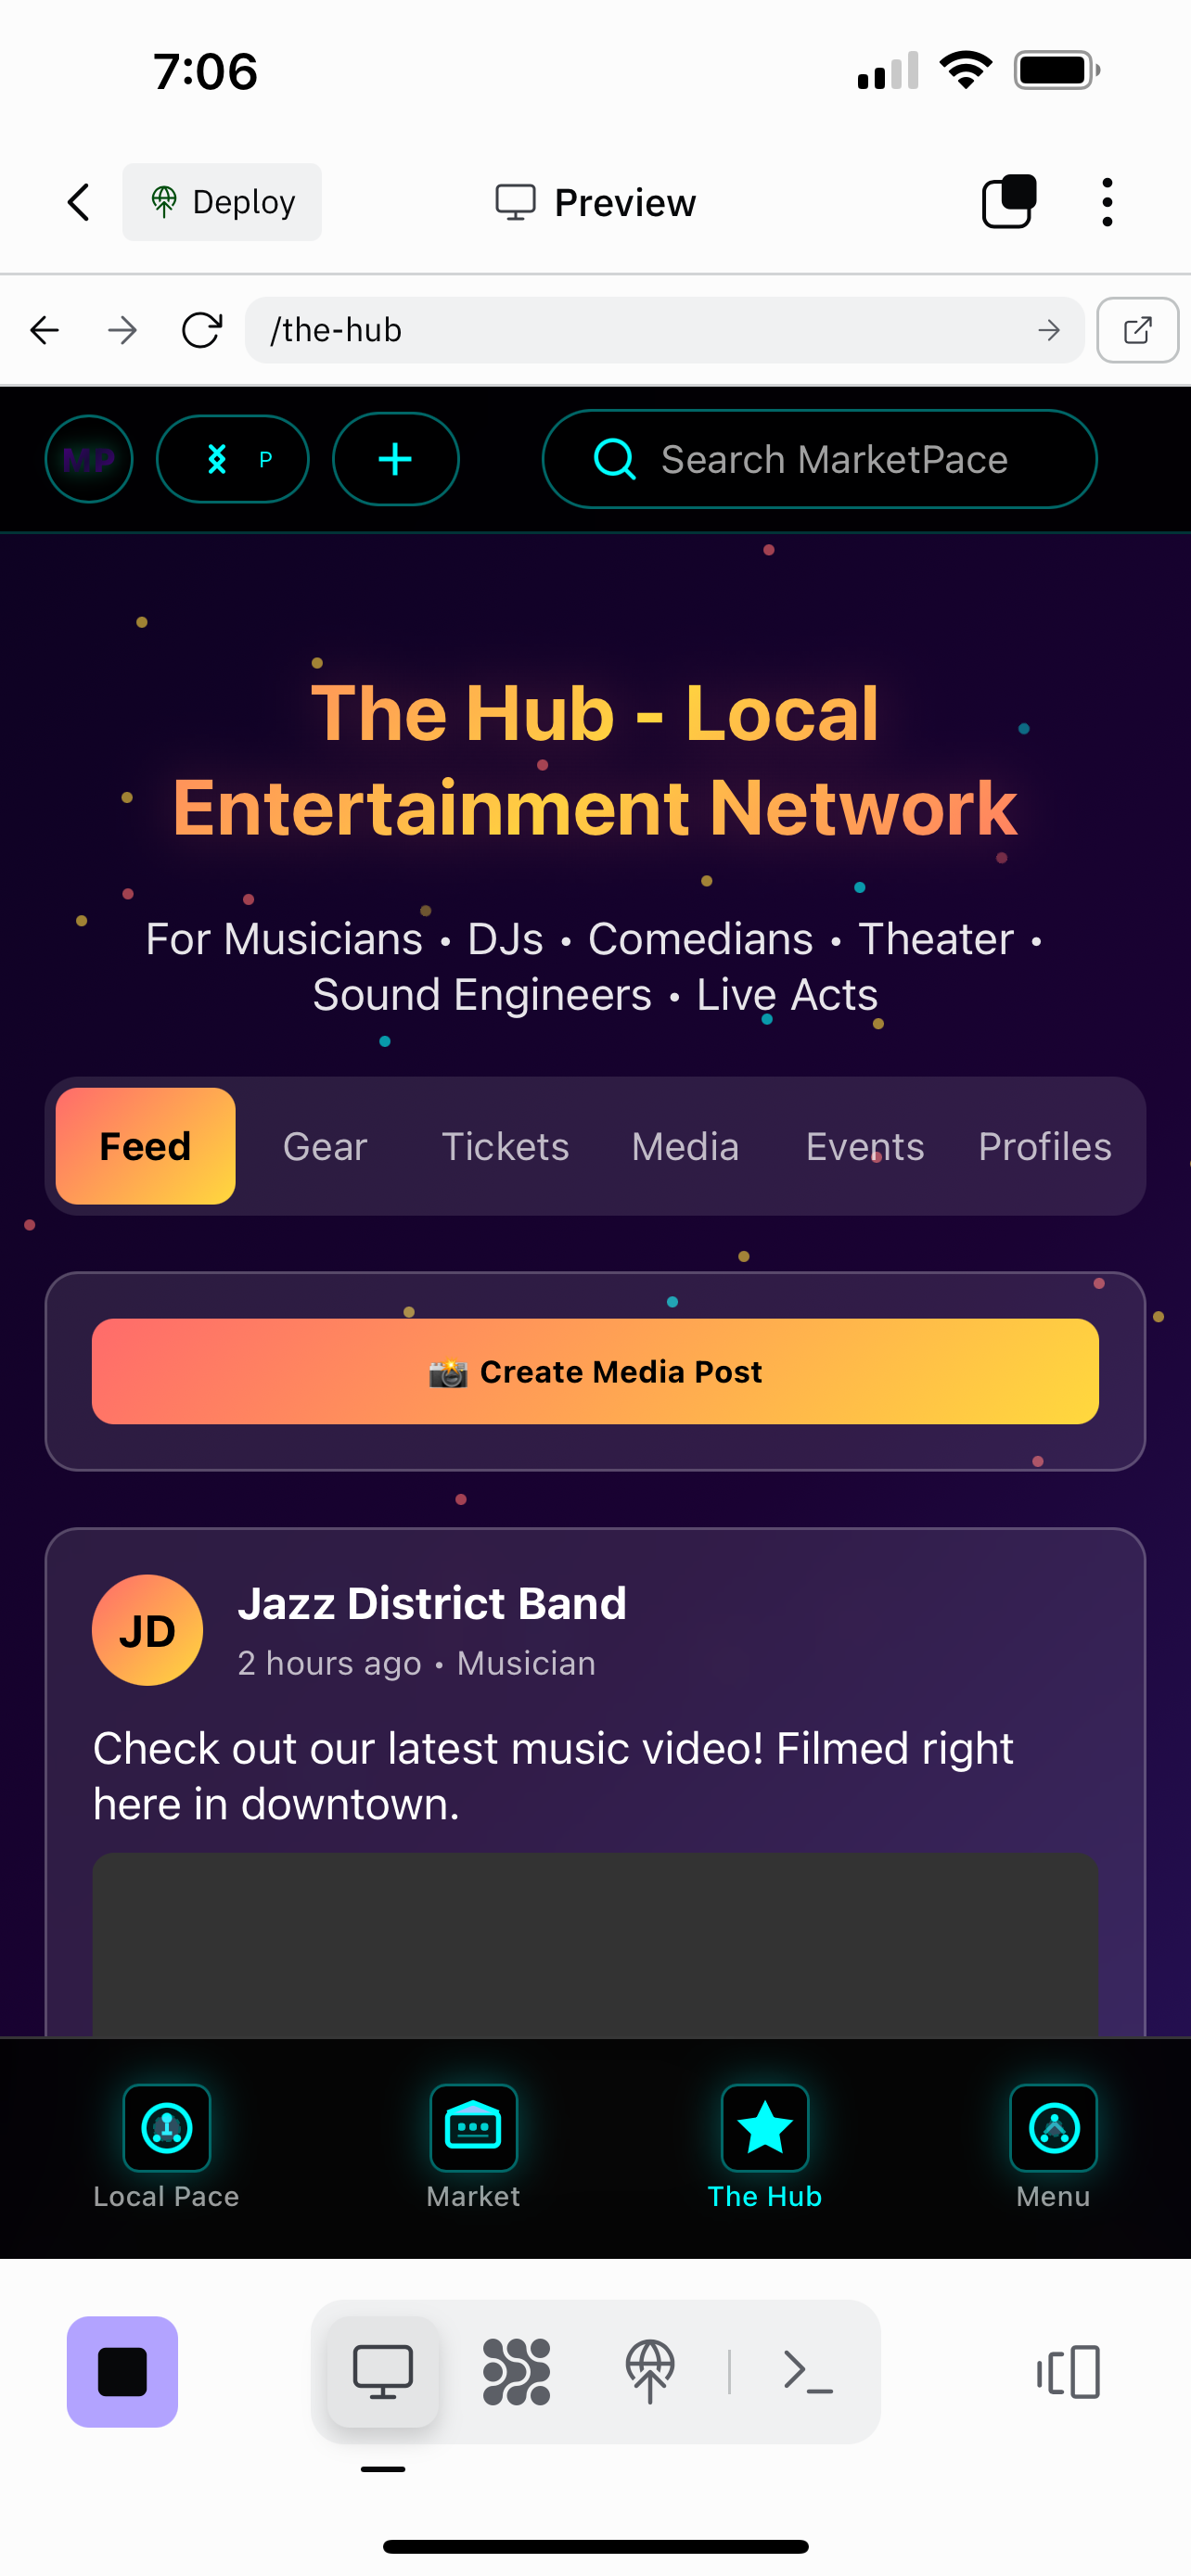 7:06
Deploy
Preview
/the-hub
MP
P
+
Search MarketPace
The Hub - Local
Entertainment Network
For Musicians • DJs • Comedians • Theater •
Sound Engineers • Live Acts
Feed
Gear
Tickets
Media
Events
Profiles
📸 Create Media Post
JD
Jazz District Band
2 hours ago • Musician
Check out our latest music video! Filmed right
here in downtown.
Local Pace
Market
The Hub
Menu